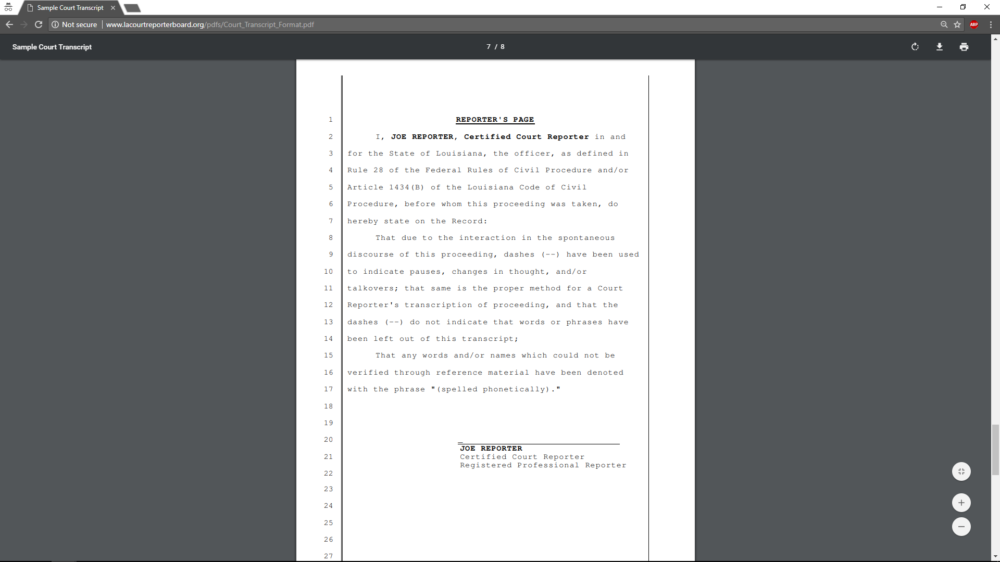 Sample Court Transcript
Not secure | www.lacourtreporterboard.org/pdfs/Court_Transcript_Format.pdf
ABP
Sample Court Transcript
7 / 8
1 REPORTER'S PAGE
2 I, JOE REPORTER, Certified Court Reporter in and
3 for the State of Louisiana, the officer, as defined in
4 Rule 28 of the Federal Rules of Civil Procedure and/or
5 Article 1434(B) of the Louisiana Code of Civil
6 Procedure, before whom this proceeding was taken, do
7 hereby state on the Record:
8 That due to the interaction in the spontaneous
9 discourse of this proceeding, dashes (--) have been used
10 to indicate pauses, changes in thought, and/or
11 talkovers; that same is the proper method for a Court
12 Reporter's transcription of proceeding, and that the
13 dashes (--) do not indicate that words or phrases have
14 been left out of this transcript;
15 That any words and/or names which could not be
16 verified through reference material have been denoted
17 with the phrase "(spelled phonetically)."
18
19
20
JOE REPORTER
21 Certified Court Reporter
Registered Professional Reporter
22
23
24
25
26
27